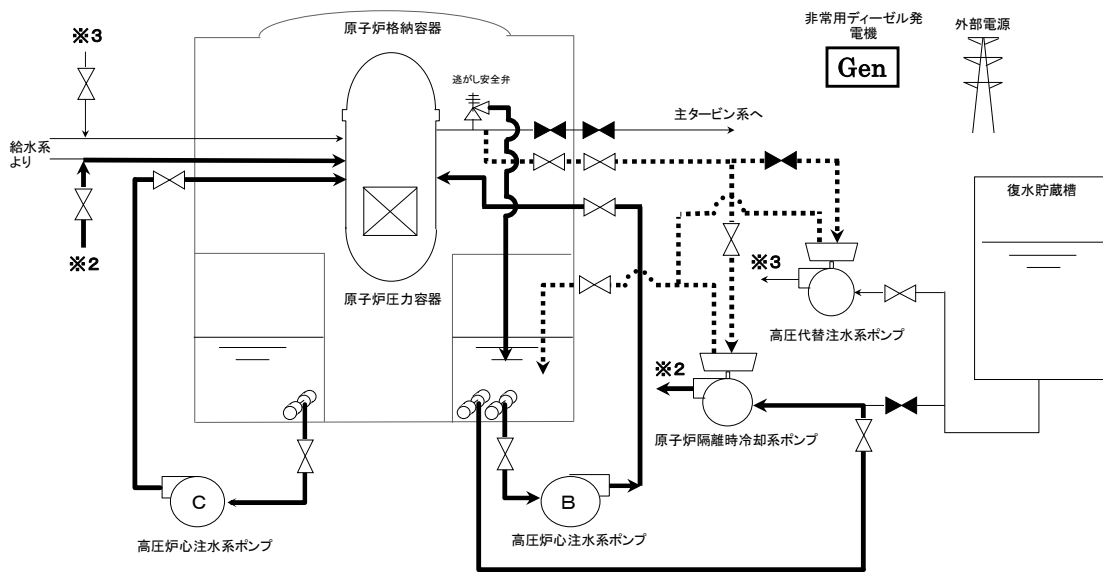 非常用ディーゼル発
電機
Gen
外部電源
※3
原子炉格納容器
逃がし安全弁
主タービン系へ
給水系
より
復水貯蔵槽
※2
※3
原子炉圧力容器
高圧代替注水系ポンプ
※2
原子炉隔離時冷却系ポンプ
C
B
高圧炉心注水系ポンプ
高圧炉心注水系ポンプ